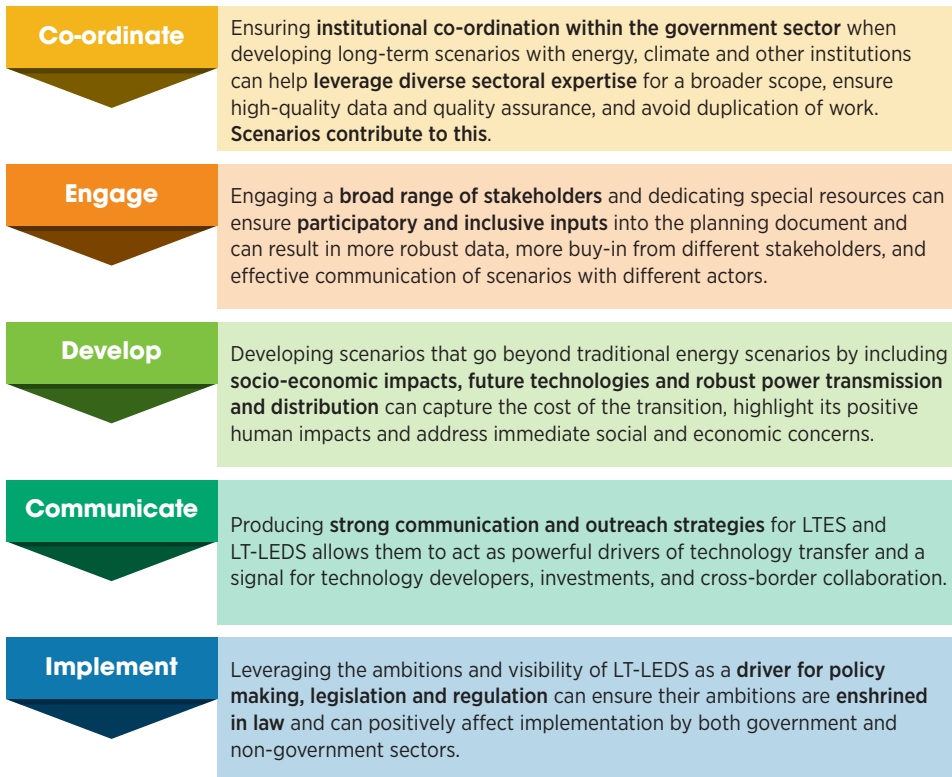 Co-ordinate
Ensuring institutional co-ordination within the government sector when
developing long-term scenarios with energy, climate and other institutions
can help leverage diverse sectoral expertise for a broader scope, ensure
high-quality data and quality assurance, and avoid duplication of work.
Scenarios contribute to this.
Engage
Engaging a broad range of stakeholders and dedicating special resources can
ensure participatory and inclusive inputs into the planning document and
can result in more robust data, more buy-in from different stakeholders, and
effective communication of scenarios with different actors.
Develop
Developing scenarios that go beyond traditional energy scenarios by including
socio-economic impacts, future technologies and robust power transmission
and distribution can capture the cost of the transition, highlight its positive
human impacts and address immediate social and economic concerns.
Communicate
Producing strong communication and outreach strategies for LTES and
LT-LEDS allows them to act as powerful drivers of technology transfer and a
signal for technology developers, investments, and cross-border collaboration.
Implement
Leveraging the ambitions and visibility of LT-LEDS as a driver for policy
making, legislation and regulation can ensure their ambitions are enshrined
in law and can positively affect implementation by both government and
non-government sectors.